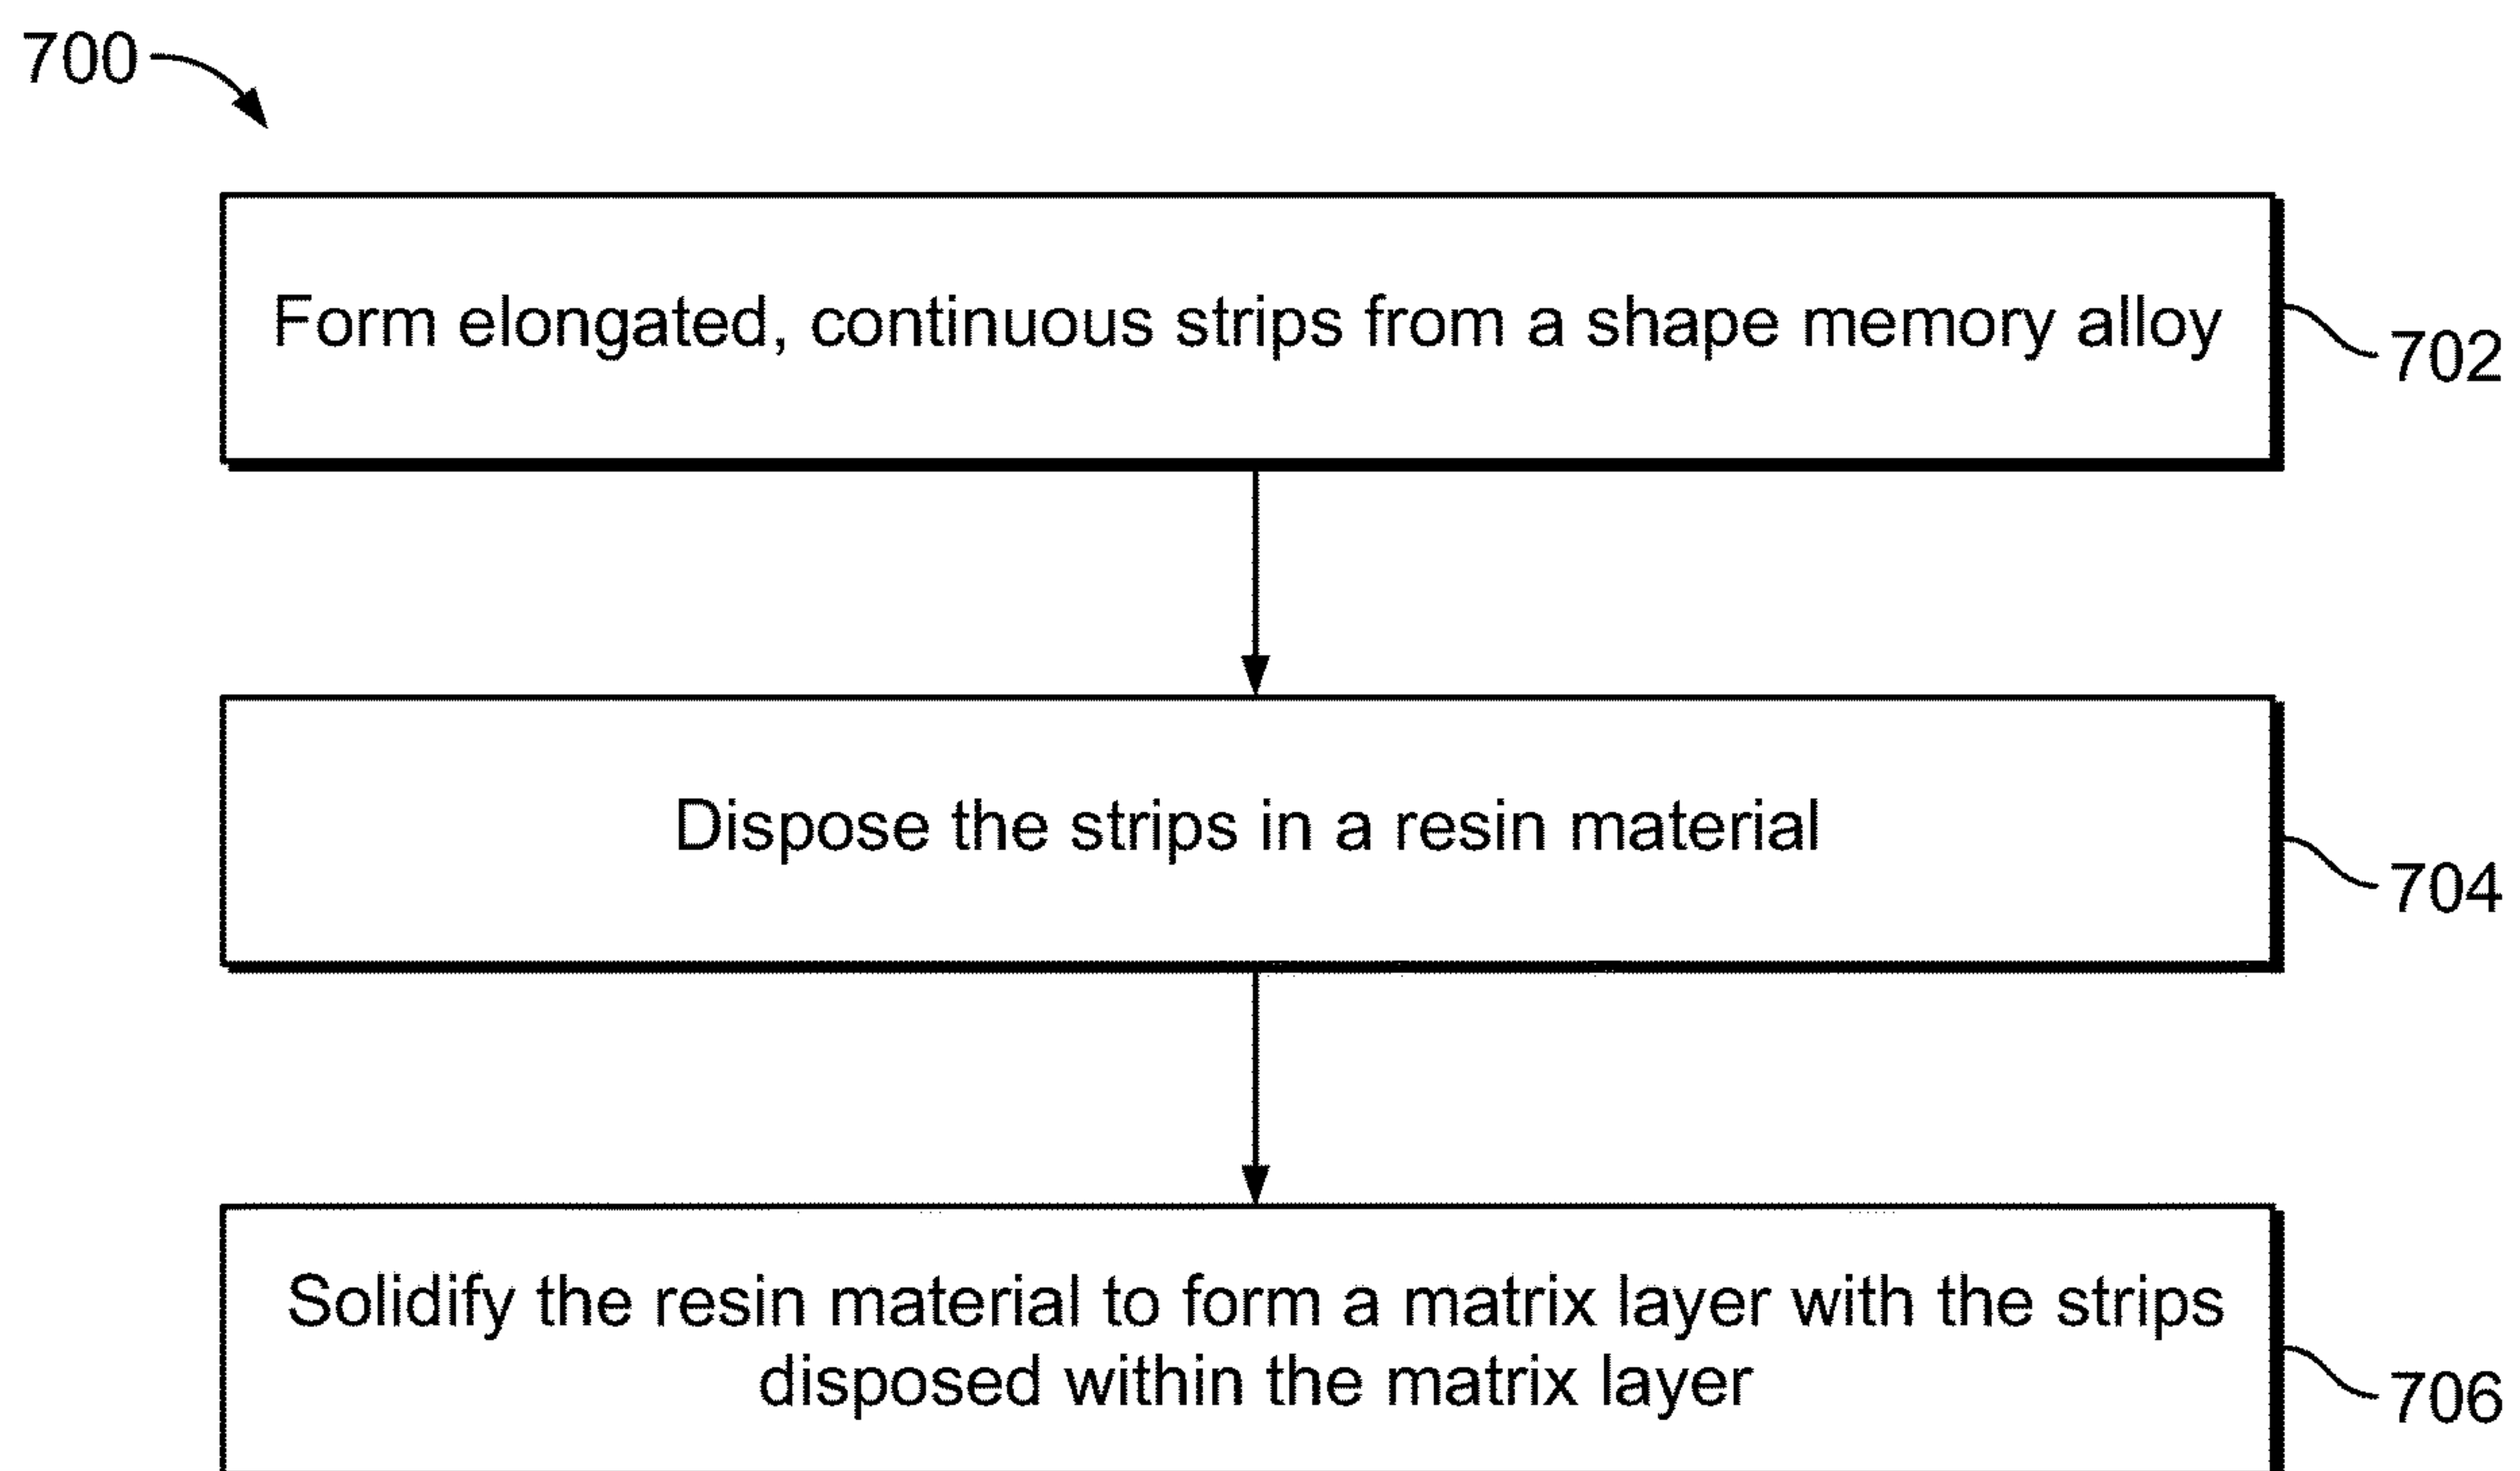 700
Form elongated, continuous strips from a shape memory alloy
702
Dispose the strips in a resin material
704
Solidify the resin material to form a matrix layer with the strips
disposed within the matrix layer
706